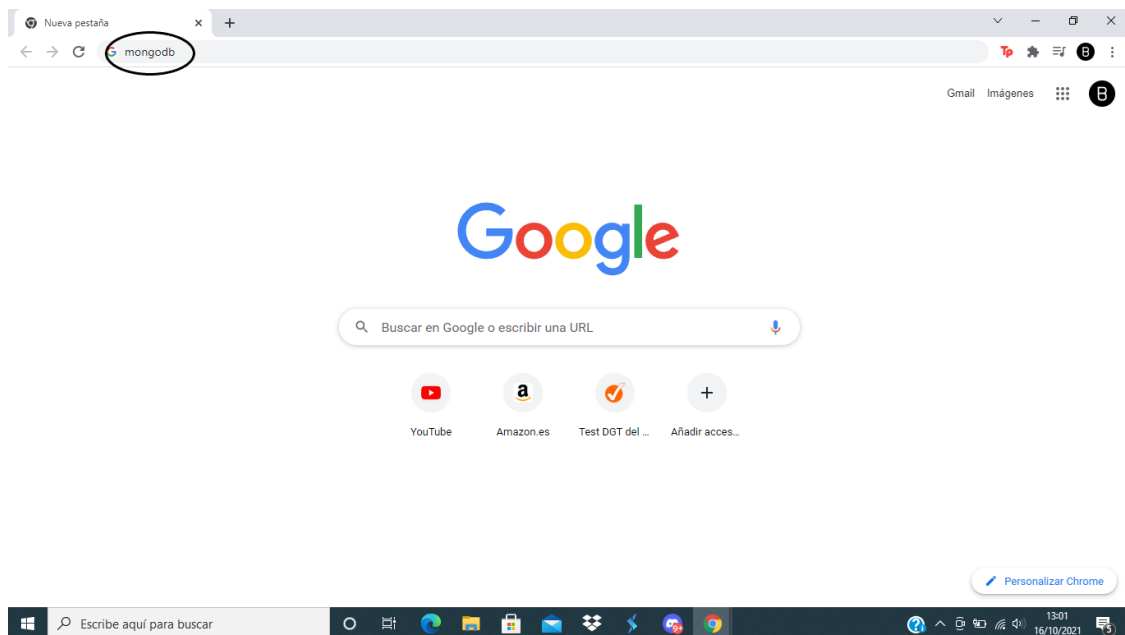 Nueva pestaña
mongodb
Tp
B
Gmail Imágenes
B
Google
Buscar en Google o escribir una URL
a
YouTube Amazon.es Test DGT del ... Añadir acces...
Personalizar Chrome
Escribe aquí para buscar
9+
13:01
16/10/2021
5